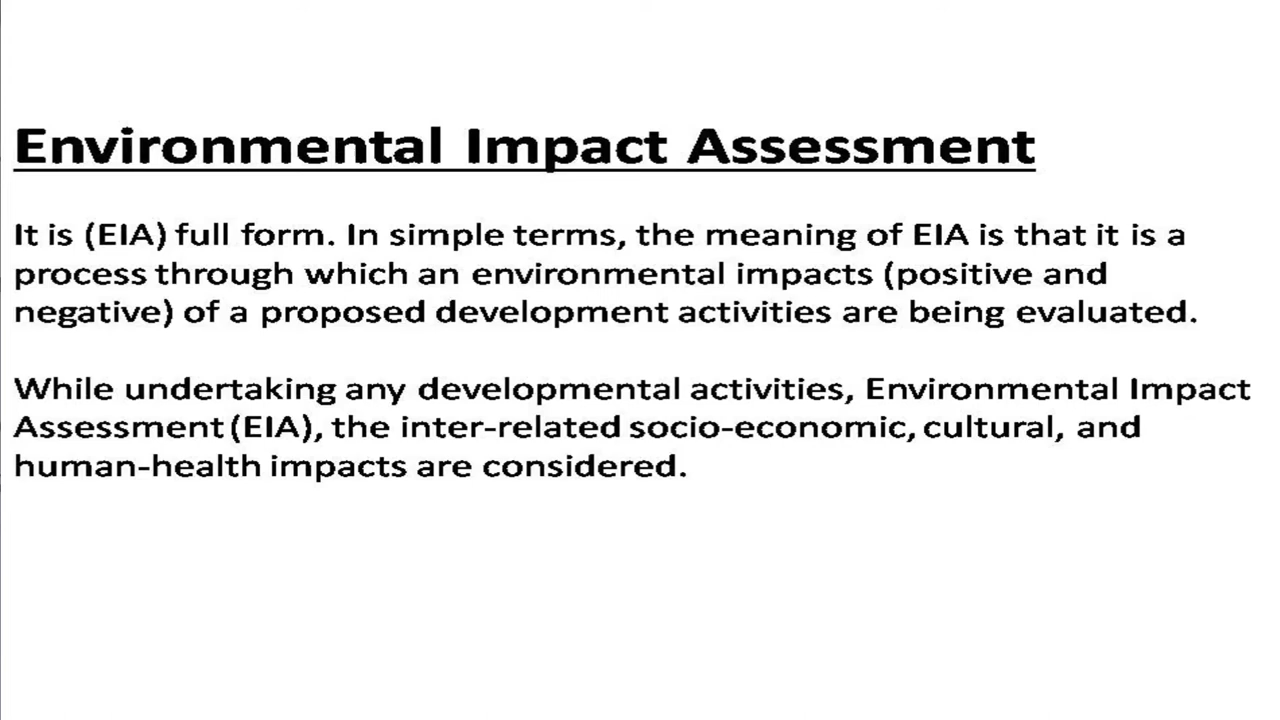 Environmental Impact Assessment
It is (EIA) full form. In simple terms, the meaning of EIA is that it is a
process through which an environmental impacts (positive and
negative) of a proposed development activities are being evaluated.
While undertaking any developmental activities, Environmental Impact
Assessment (EIA), the inter-related socio-economic, cultural, and
human-health impacts are considered.